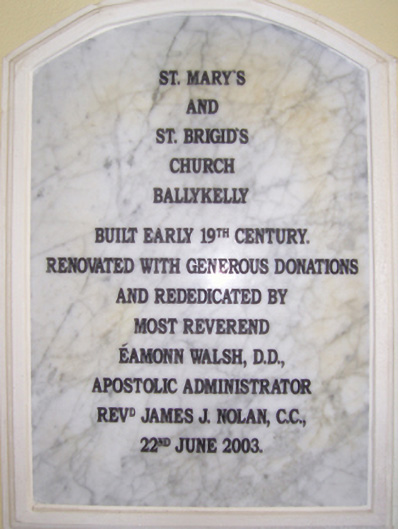 ST. MARY'S
AND
ST. BRIGID'S
CHURCH
BALLYKELLY
BUILT EARLY 19TH CENTURY.
RENOVATED WITH GENEROUS DONATIONS
AND REDEDICATED BY
MOST REVEREND
ÉAMONN WALSH, D.D.,
APOSTOLIC ADMINISTRATOR
REVD JAMES J. NOLAN, C.C.,
22ND JUNE 2003.